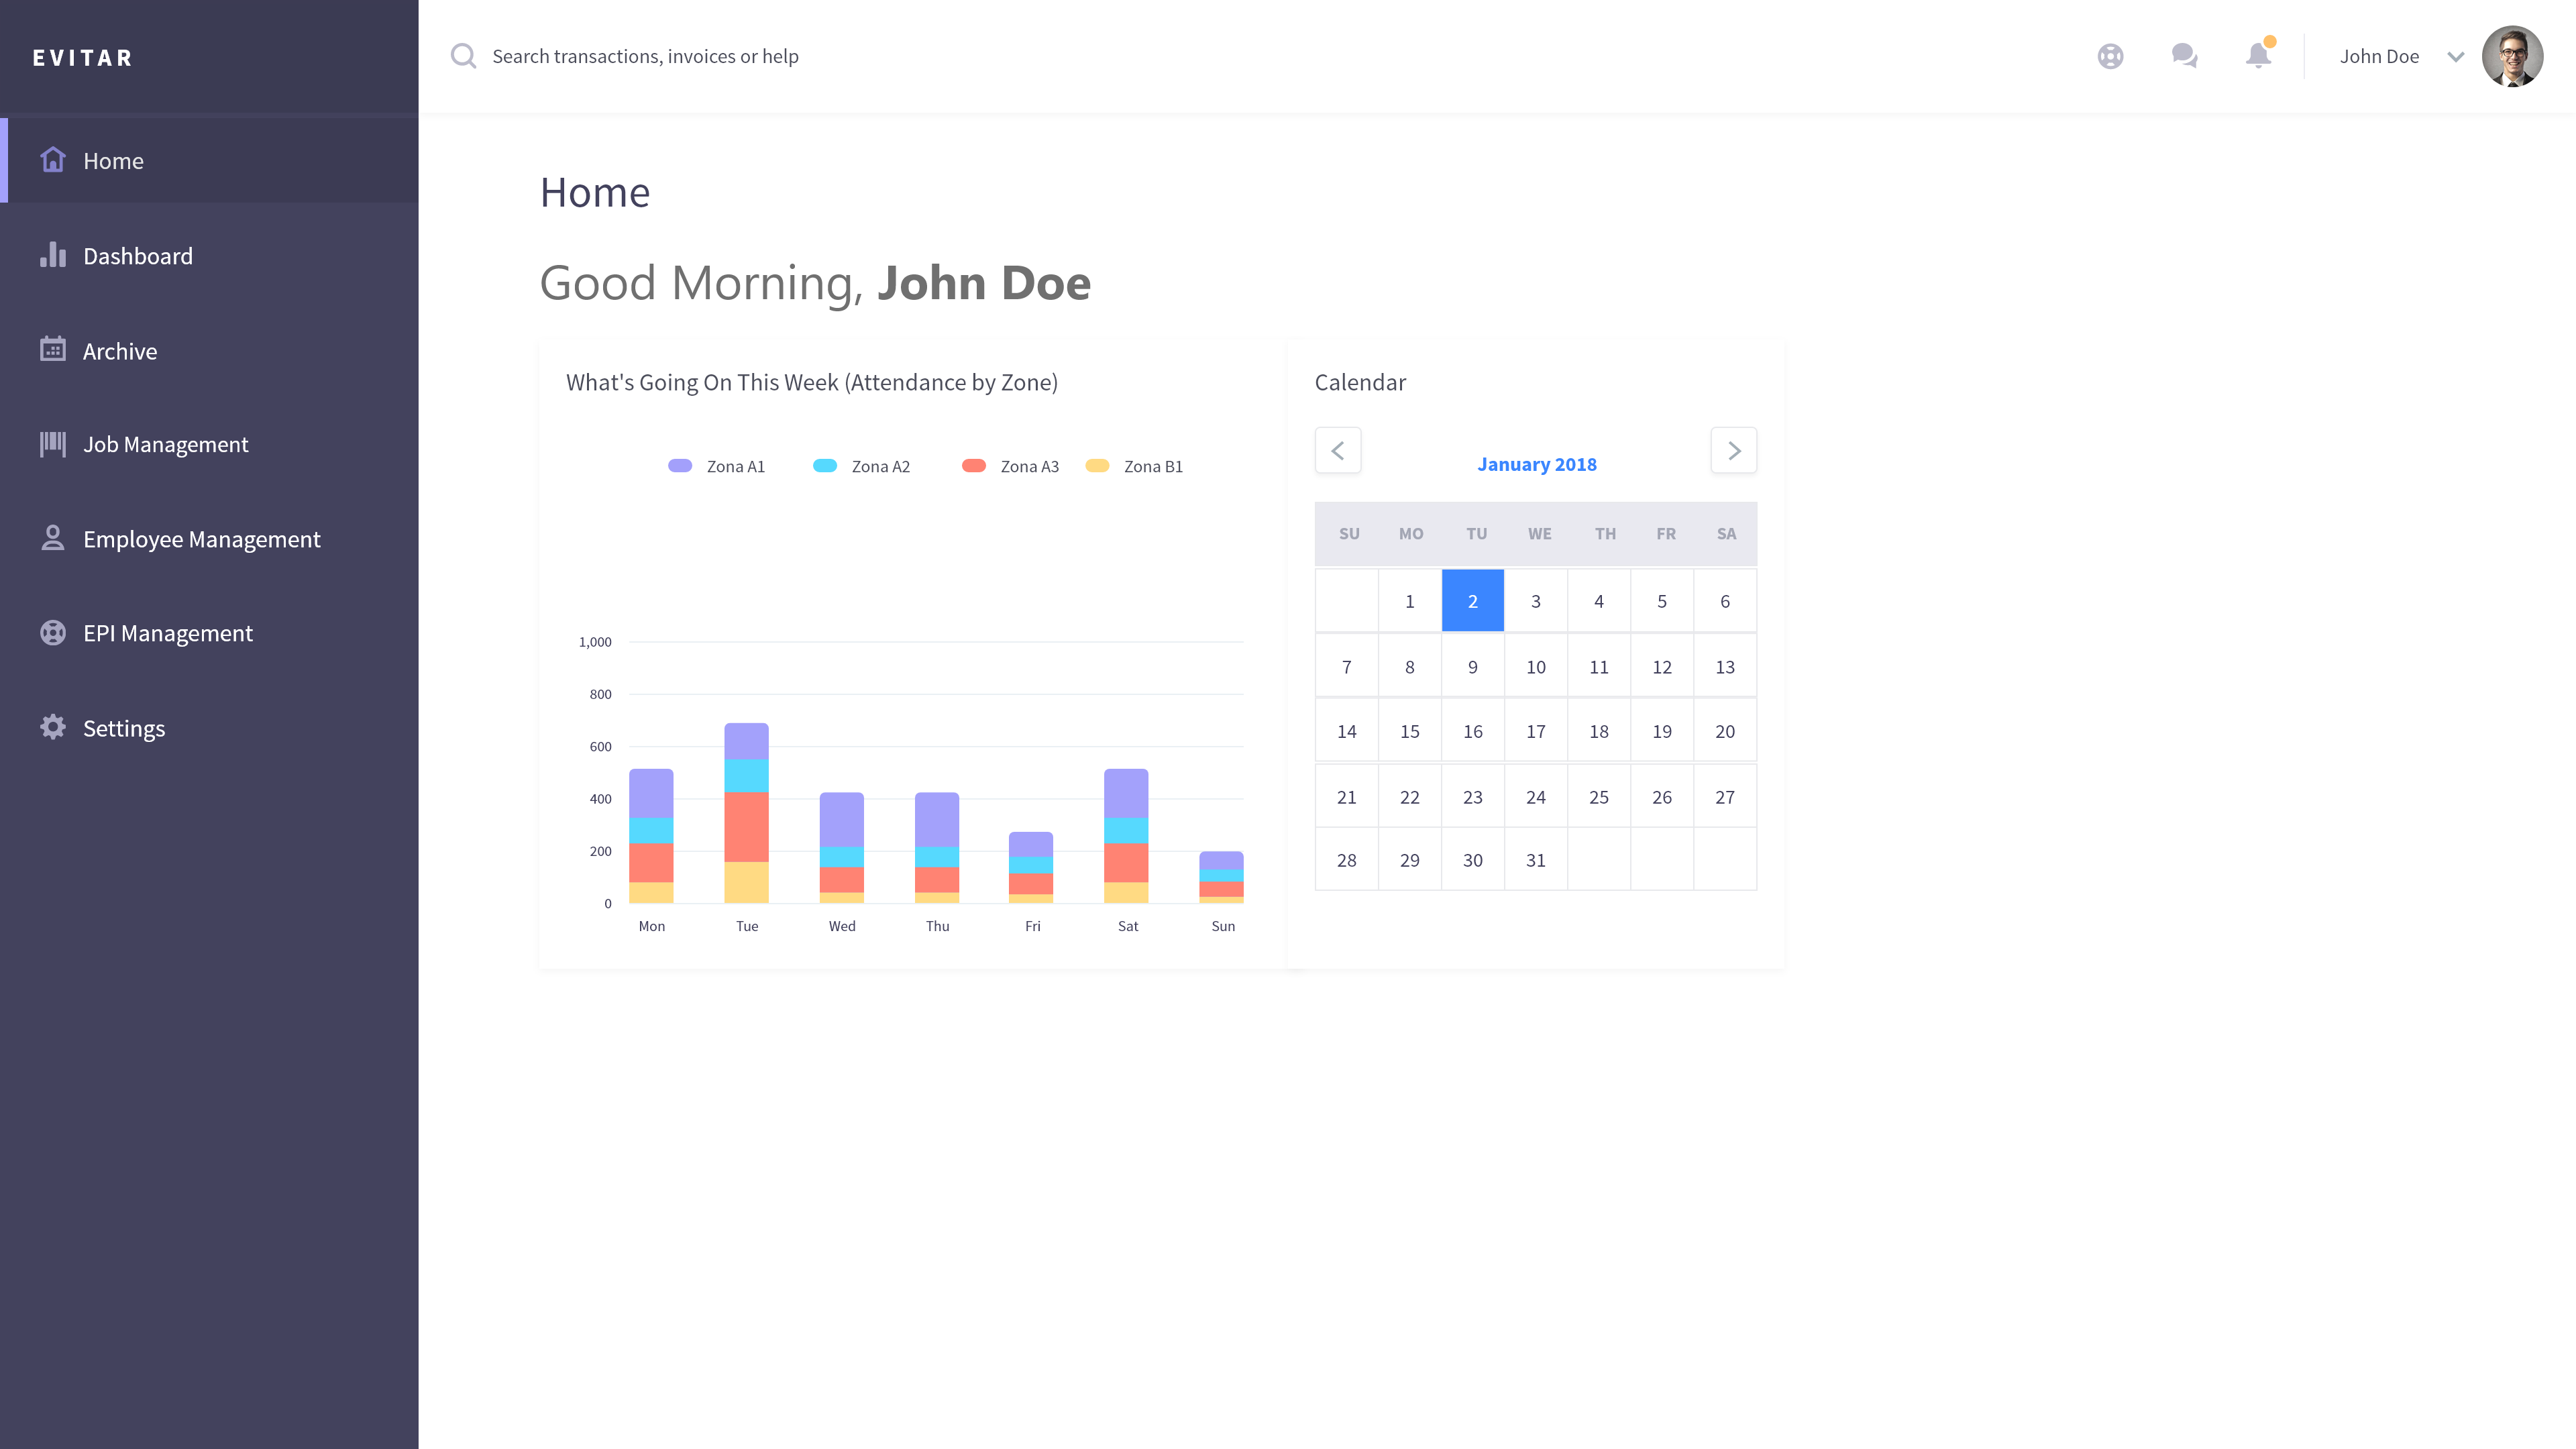 EVITAR
Search transactions, invoices or help
John Doe
Home
Dashboard
Archive
Job Management
Employee Management
EPI Management
Settings
Home
Good Morning, John Doe
What's Going On This Week (Attendance by Zone)
Zona A1 Zona A2 Zona A3 Zona B1
1,000
800
600
400
200
0
Mon Tue Wed Thu Fri Sat Sun
Calendar
January 2018
SU MO TU WE TH FR SA
1 2 3 4 5 6
7 8 9 10 11 12 13
14 15 16 17 18 19 20
21 22 23 24 25 26 27
28 29 30 31